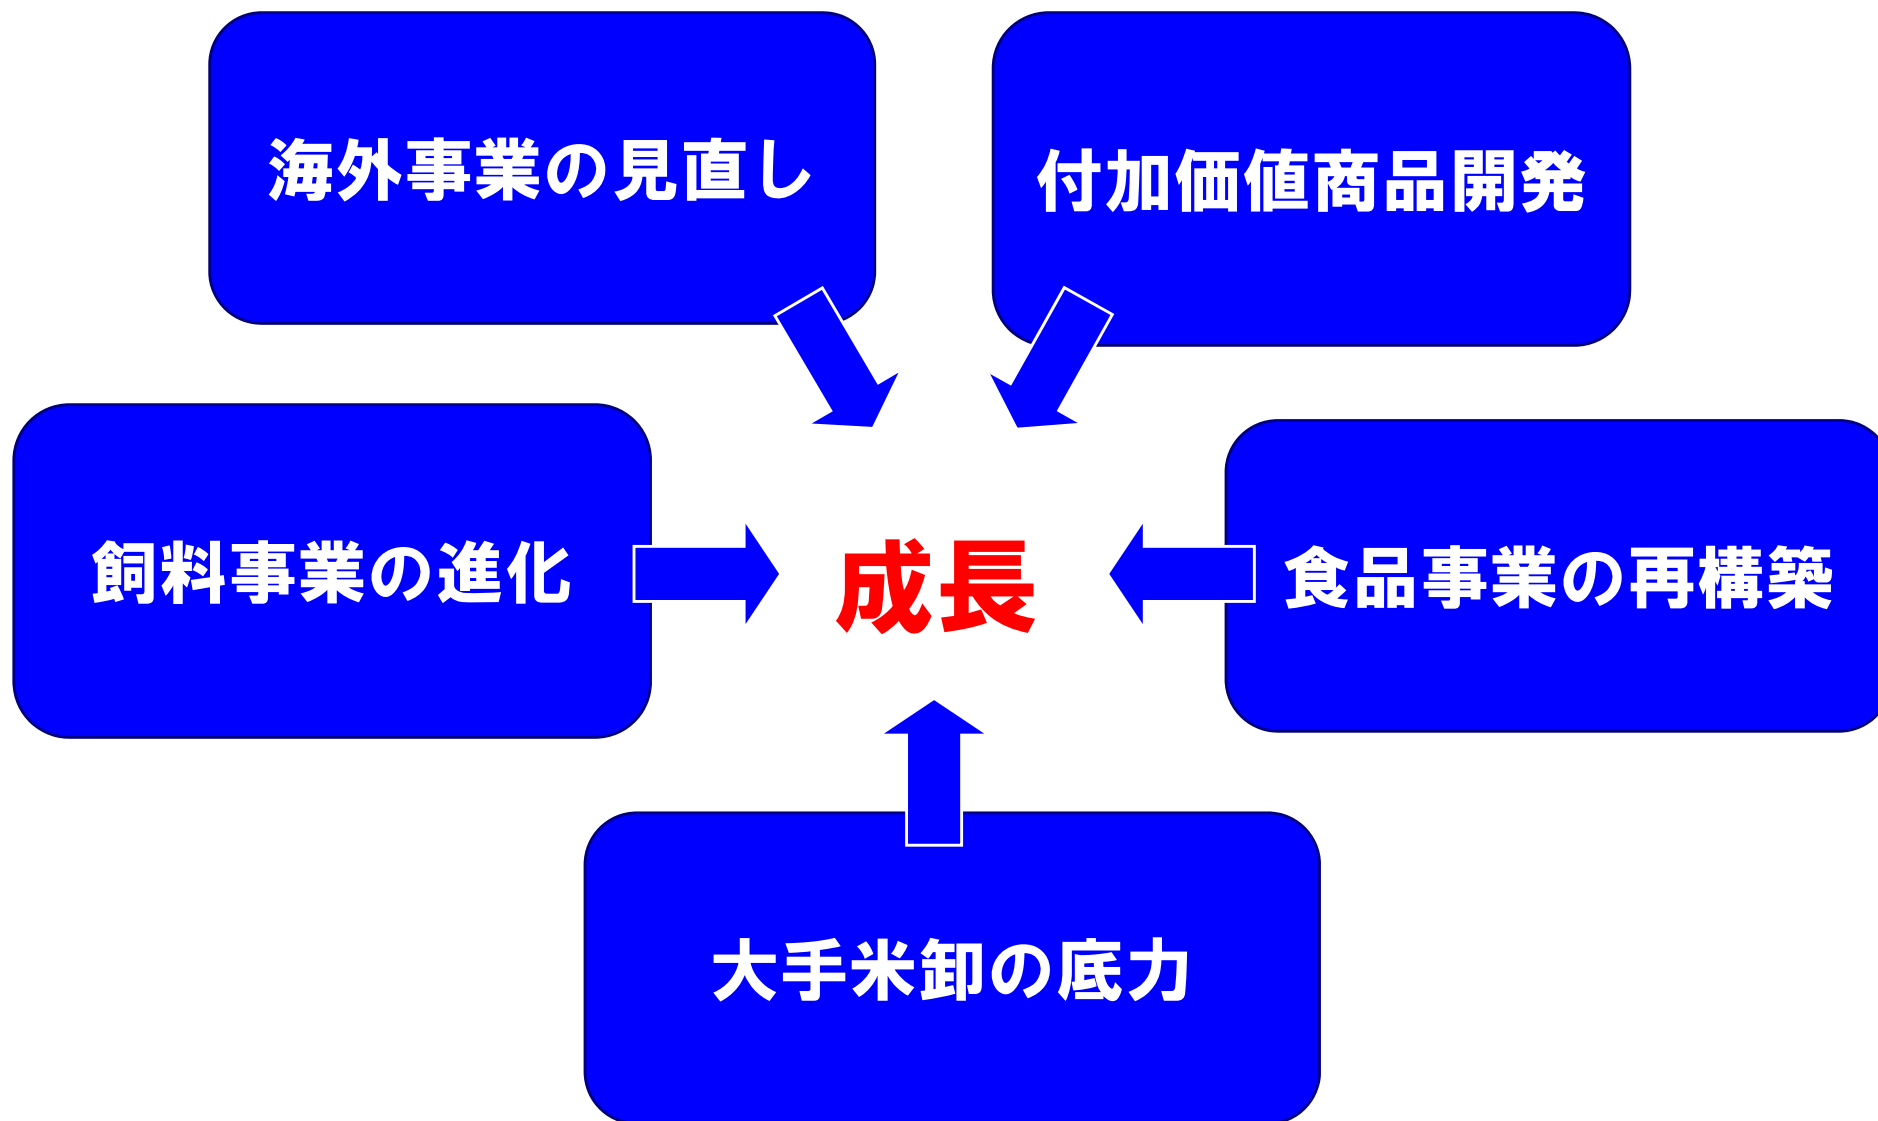 海外事業の見直し
付加価値商品開発
飼料事業の進化
成長
食品事業の再構築
大手米卸の底力